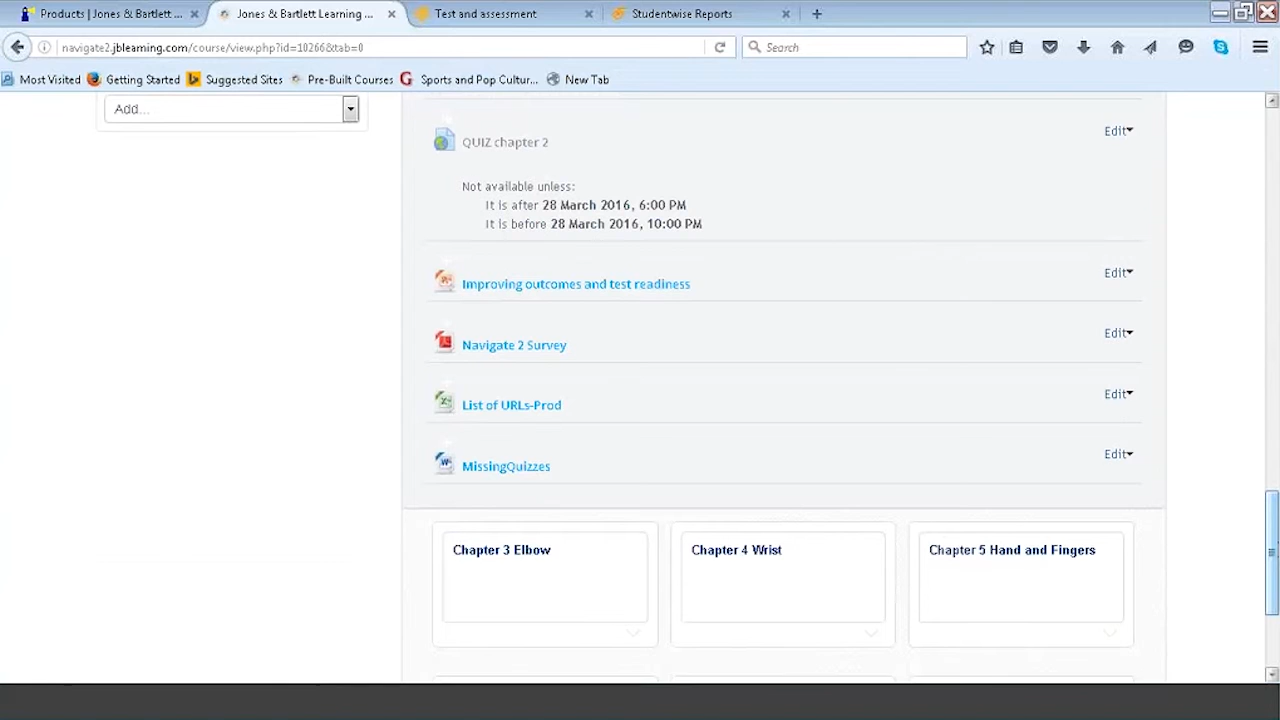 Products | Jones & Bartlett ...
Jones & Bartlett Learning ...
Test and assessment
Studentwise Reports
navigate2.jblearning.com/course/view.php?id=10266&tab=0
Search
Most Visited
Getting Started
Suggested Sites
Pre-Built Courses
Sports and Pop Cultur...
New Tab
Add...
QUIZ chapter 2
Edit
Not available unless:
It is after 28 March 2016, 6:00 PM
It is before 28 March 2016, 10:00 PM
Improving outcomes and test readiness
Edit
Navigate 2 Survey
Edit
List of URLs-Prod
Edit
MissingQuizzes
Edit
Chapter 3 Elbow
Chapter 4 Wrist
Chapter 5 Hand and Fingers